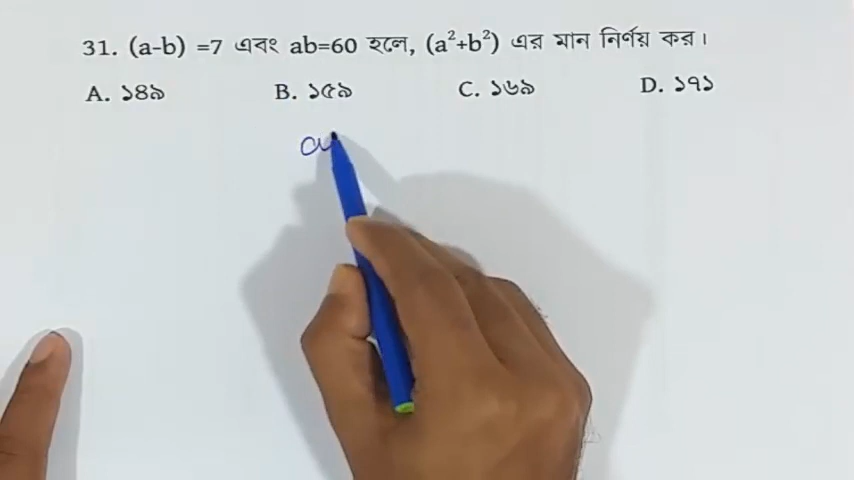 31. (a-b) =7 এবং ab=60 হলে, (a²+b²) এর মান নির্ণয় কর।
A. ১৪৯ B. ১৫৯ C. ১৬৯ D. ১৭১
a